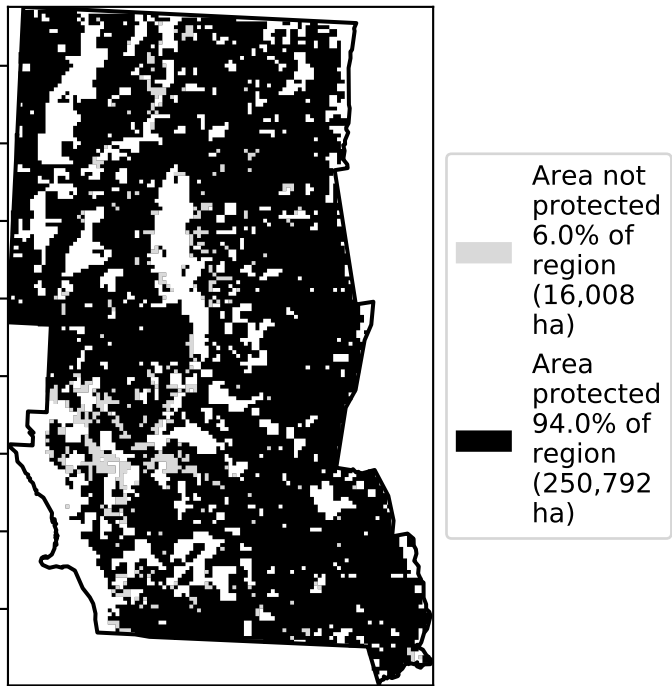 Area not
protected
6.0% of
region
(16,008
ha)
Area
protected
94.0% of
region
(250,792
ha)